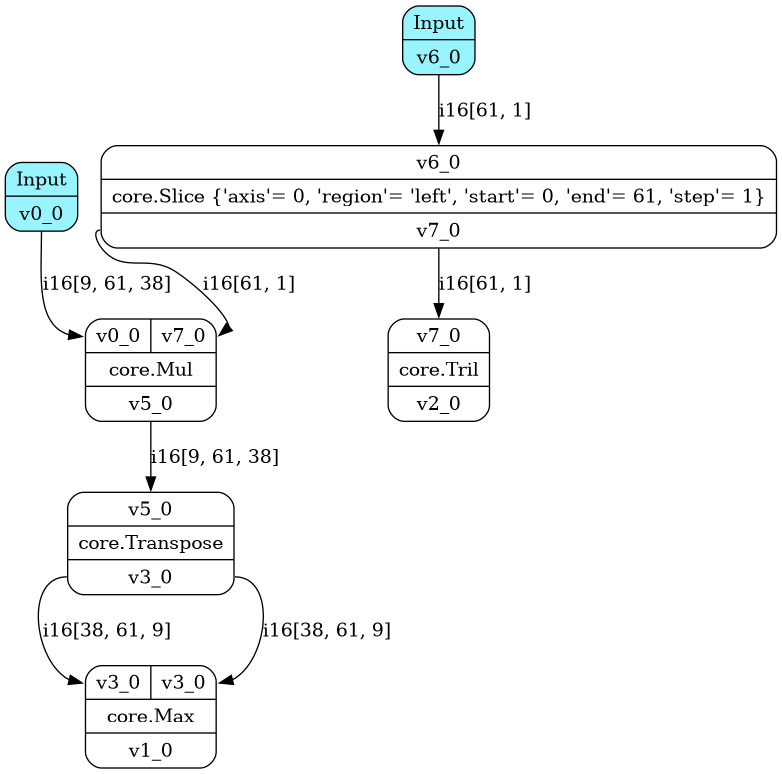 Input
v6_0
i16[61, 1]
v6_0
core.Slice {'axis'= 0, 'region'= 'left', 'start'= 0, 'end'= 61, 'step'= 1}
v7_0
Input
v0_0
i16[9, 61, 38]
i16[61, 1]
i16[61, 1]
v0_0 v7_0
core.Mul
v5_0
v7_0
core.Tril
v2_0
i16[9, 61, 38]
v5_0
core.Transpose
v3_0
i16[38, 61, 9]
i16[38, 61, 9]
v3_0 v3_0
core.Max
v1_0